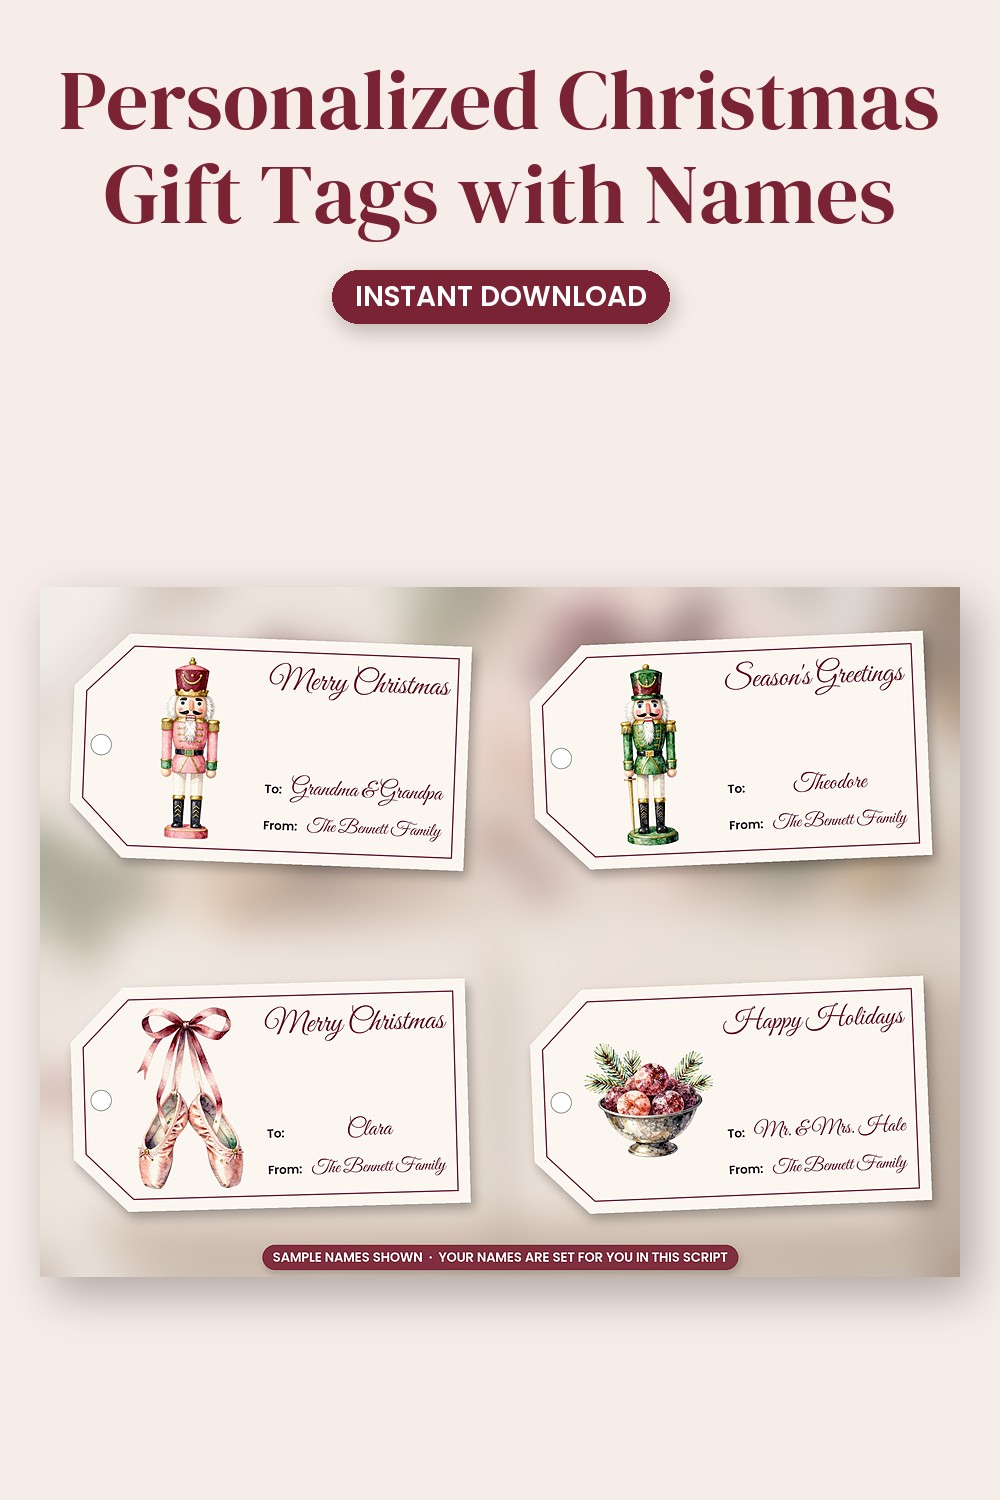 Personalized Christmas
Gift Tags with Names
INSTANT DOWNLOAD
Merry Christmas
To: Grandma & Grandpa
From: The Bennett Family
Season's Greetings
To: Theodore
From: The Bennett Family
Merry Christmas
To: Clara
From: The Bennett Family
Happy Holidays
To: Mr. & Mrs. Hale
From: The Bennett Family
SAMPLE NAMES SHOWN · YOUR NAMES ARE SET FOR YOU IN THIS SCRIPT